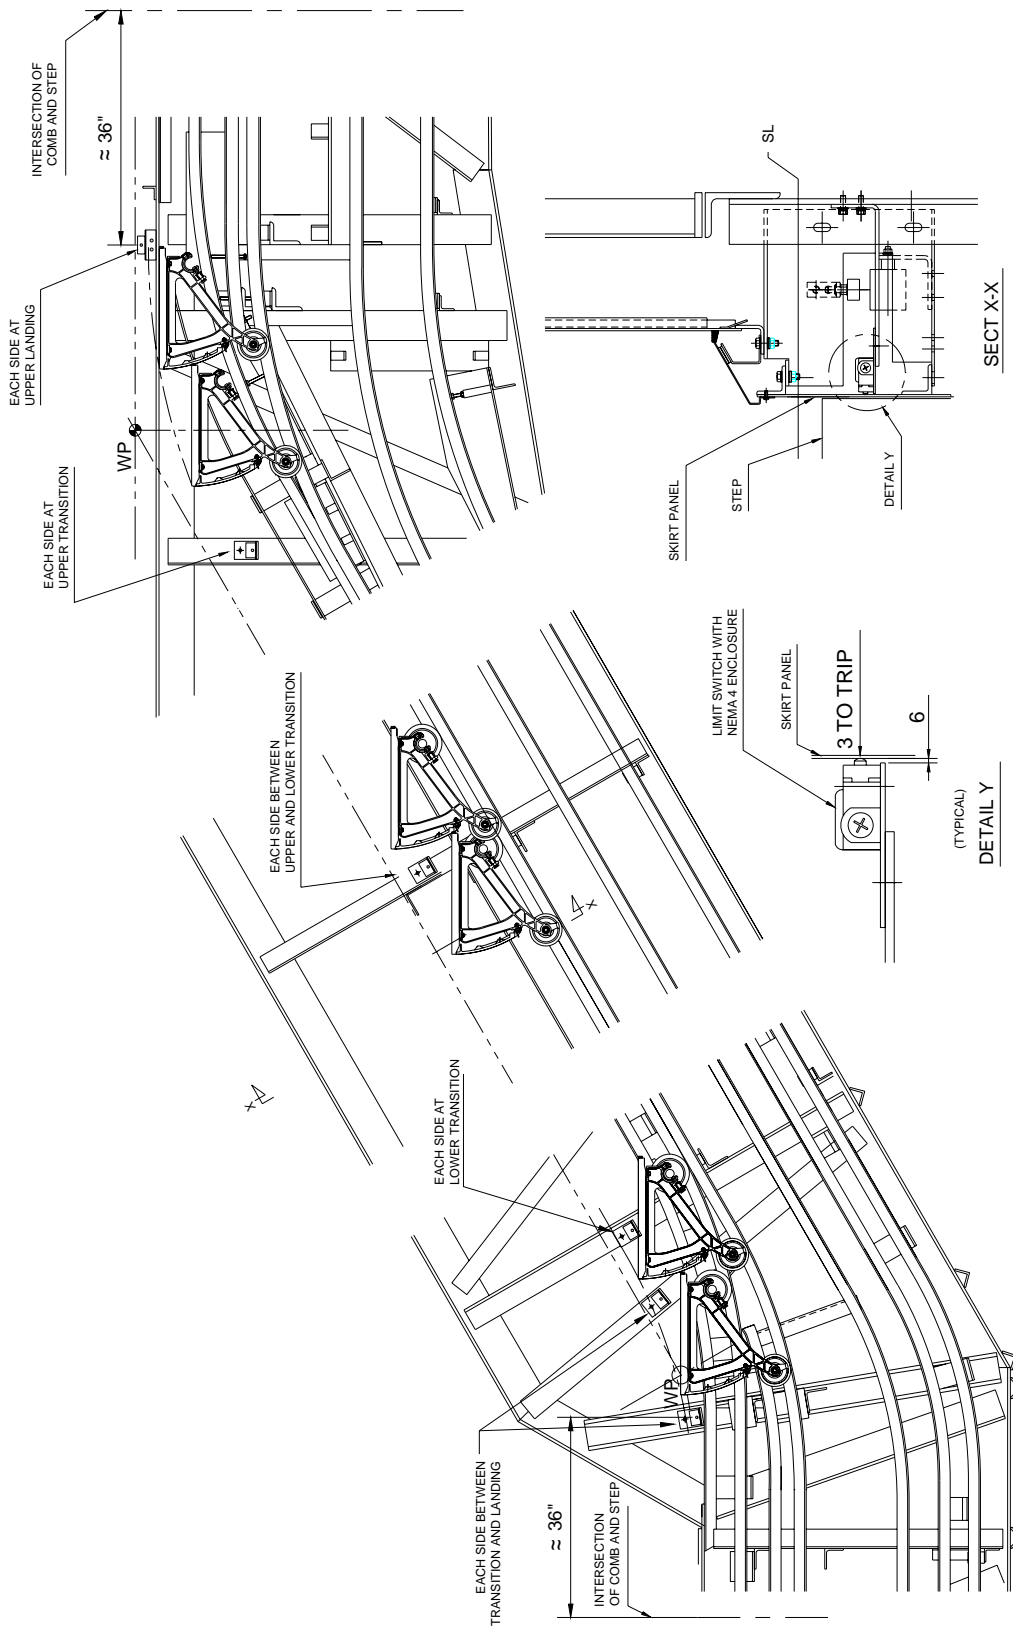 INTERSECTION OF
COMB AND STEP
≈ 36"
EACH SIDE AT
UPPER LANDING
WP
EACH SIDE AT
UPPER TRANSITION
EACH SIDE BETWEEN
UPPER AND LOWER TRANSITION
X
X
EACH SIDE AT
LOWER TRANSITION
WP
EACH SIDE BETWEEN
TRANSITION AND LANDING
≈ 36"
INTERSECTION
OF COMB AND STEP
SL
SKIRT PANEL
STEP
DETAIL Y
SECT X-X
LIMIT SWITCH WITH
NEMA 4 ENCLOSURE
SKIRT PANEL
3 TO TRIP
6
(TYPICAL)
DETAIL Y